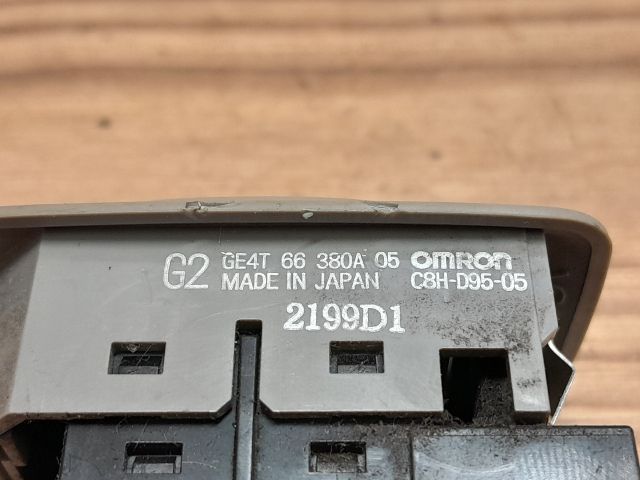 G2 GE4T 66 380A 05 OMRON
MADE IN JAPAN C8H-D95-05
2199D1